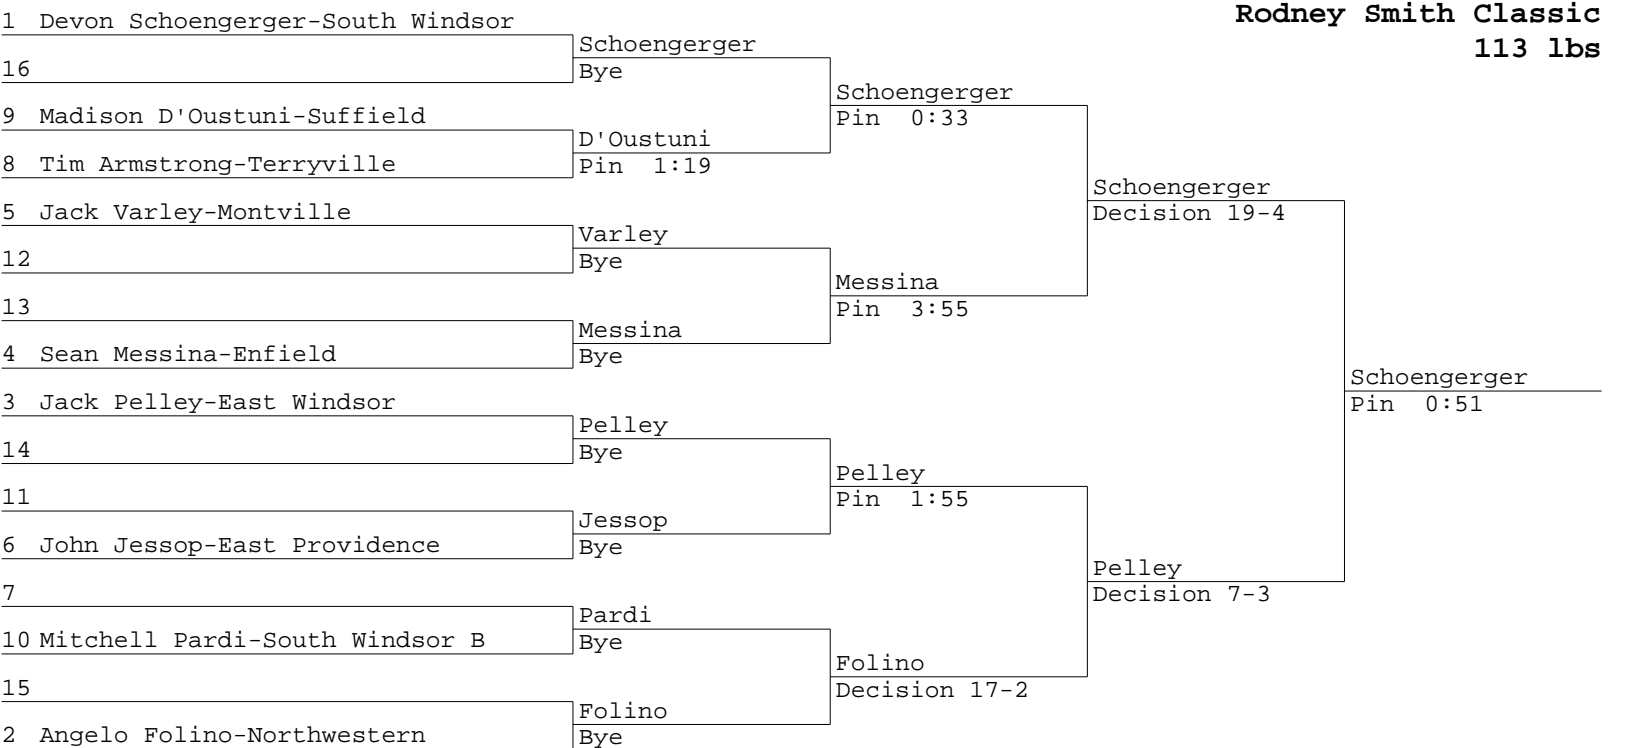 Rodney Smith Classic
113 lbs
1 Devon Schoengerger-South Windsor
16
9 Madison D'Oustuni-Suffield
8 Tim Armstrong-Terryville
5 Jack Varley-Montville
12
13
4 Sean Messina-Enfield
3 Jack Pelley-East Windsor
14
11
6 John Jessop-East Providence
7
10 Mitchell Pardi-South Windsor B
15
2 Angelo Folino-Northwestern
Schoengerger
Bye
D'Oustuni
Pin 1:19
Varley
Bye
Messina
Bye
Pelley
Bye
Jessop
Bye
Pardi
Bye
Folino
Bye
Schoengerger
Pin 0:33
Messina
Pin 3:55
Pelley
Pin 1:55
Folino
Decision 17-2
Schoengerger
Decision 19-4
Pelley
Decision 7-3
Schoengerger
Pin 0:51